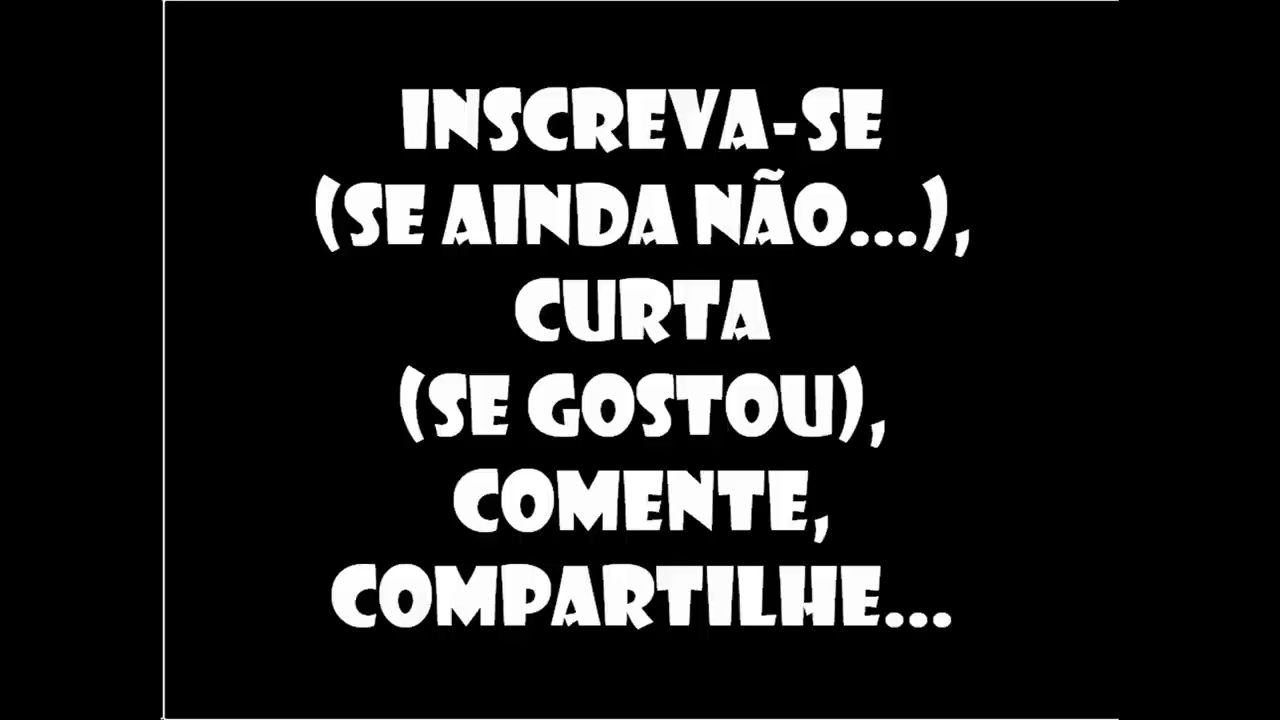 INSCREVA-SE
(SE AINDA NÃO...),
CURTA
(SE GOSTOU),
COMENTE,
COMPARTILHE...